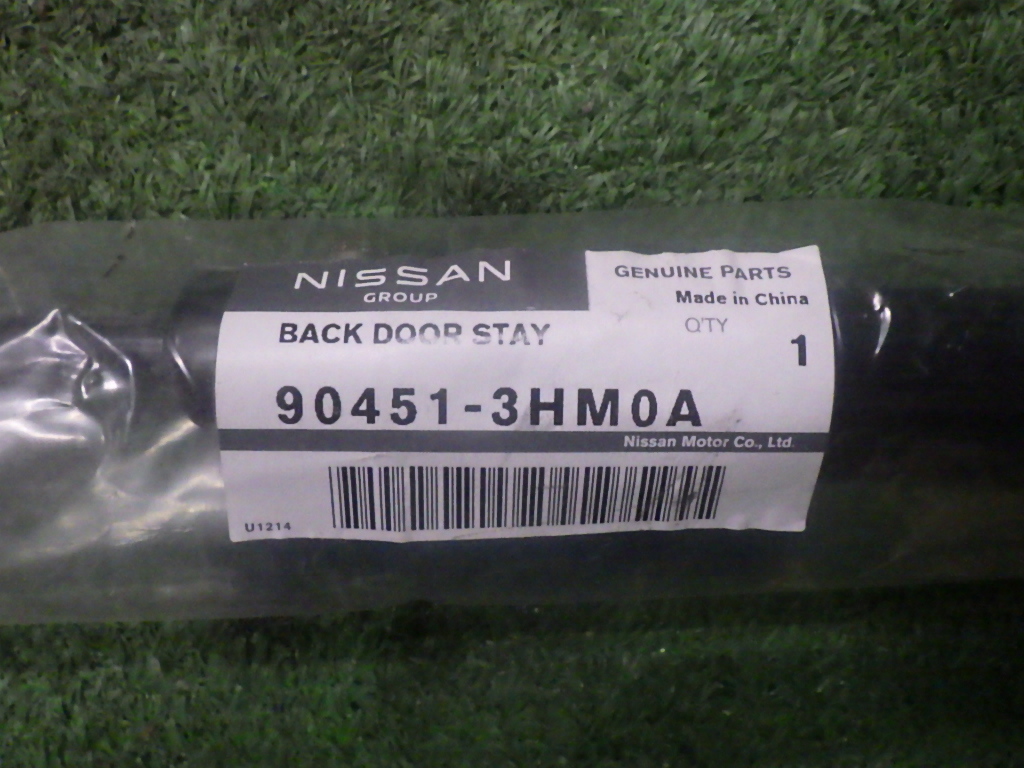 NISSAN
GROUP
GENUINE PARTS
Made in China
BACK DOOR STAY
Q'TY
1
90451-3HM0A
Nissan Motor Co., Ltd.
U1214